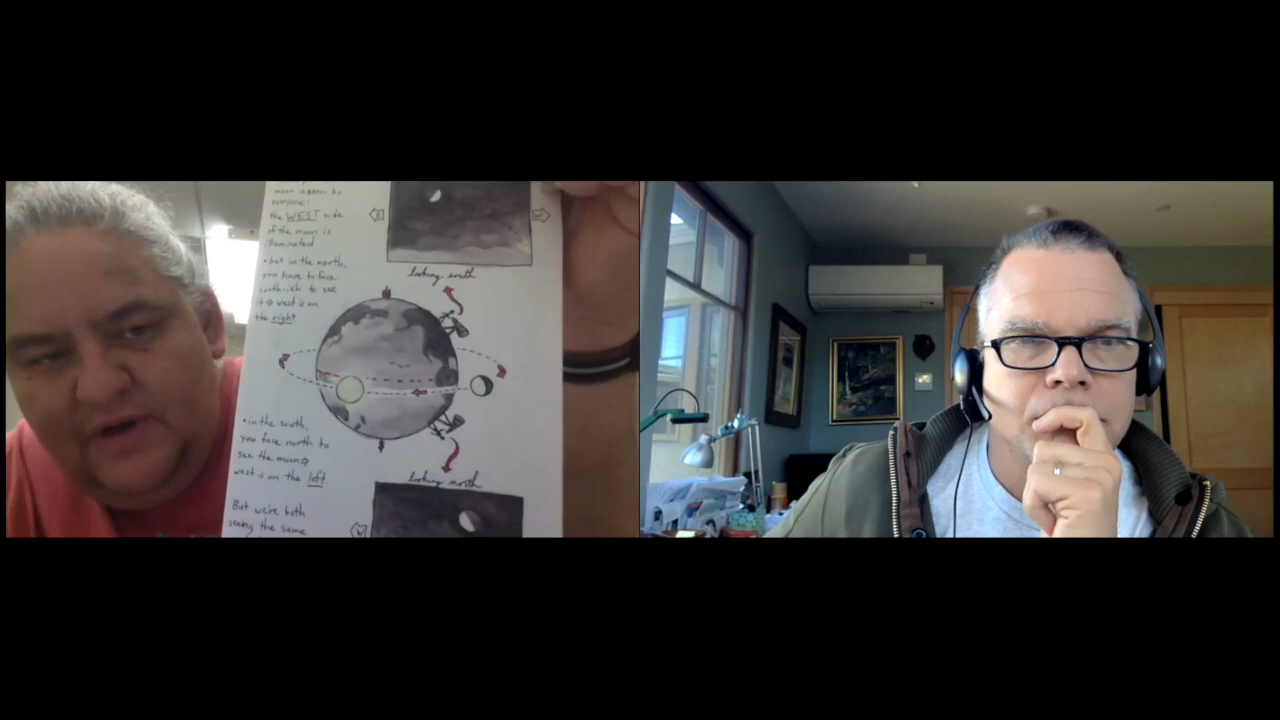 moon is seen by
everyone:
the WEST side
of the moon is
illuminated
• but in the north,
you have to face
south-ish to see
it ⇒ west is on
the right
E
W
looking south
• in the south,
you face north to
see the moon ⇒
west is on the left
But we're both
seeing the same
looking north
W